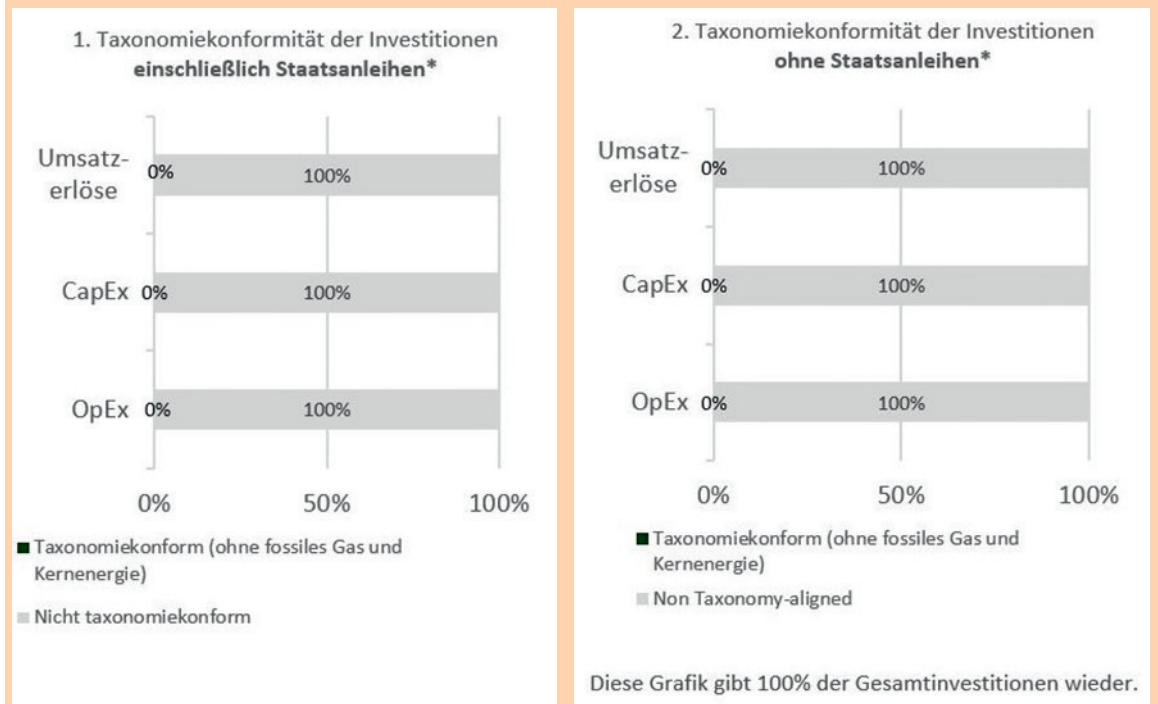 1. Taxonomiekonformität der Investitionen
einschließlich Staatsanleihen*
Umsatz-
erlöse
0%
100%
CapEx
0%
100%
OpEx
0%
100%
0%
50%
100%
Taxonomiekonform (ohne fossiles Gas und
Kernenergie)
Nicht taxonomiekonform
2. Taxonomiekonformität der Investitionen
ohne Staatsanleihen*
Umsatz-
erlöse
0%
100%
CapEx
0%
100%
OpEx
0%
100%
0%
50%
100%
Taxonomiekonform (ohne fossiles Gas und
Kernenergie)
Non Taxonomy-aligned
Diese Grafik gibt 100% der Gesamtinvestitionen wieder.